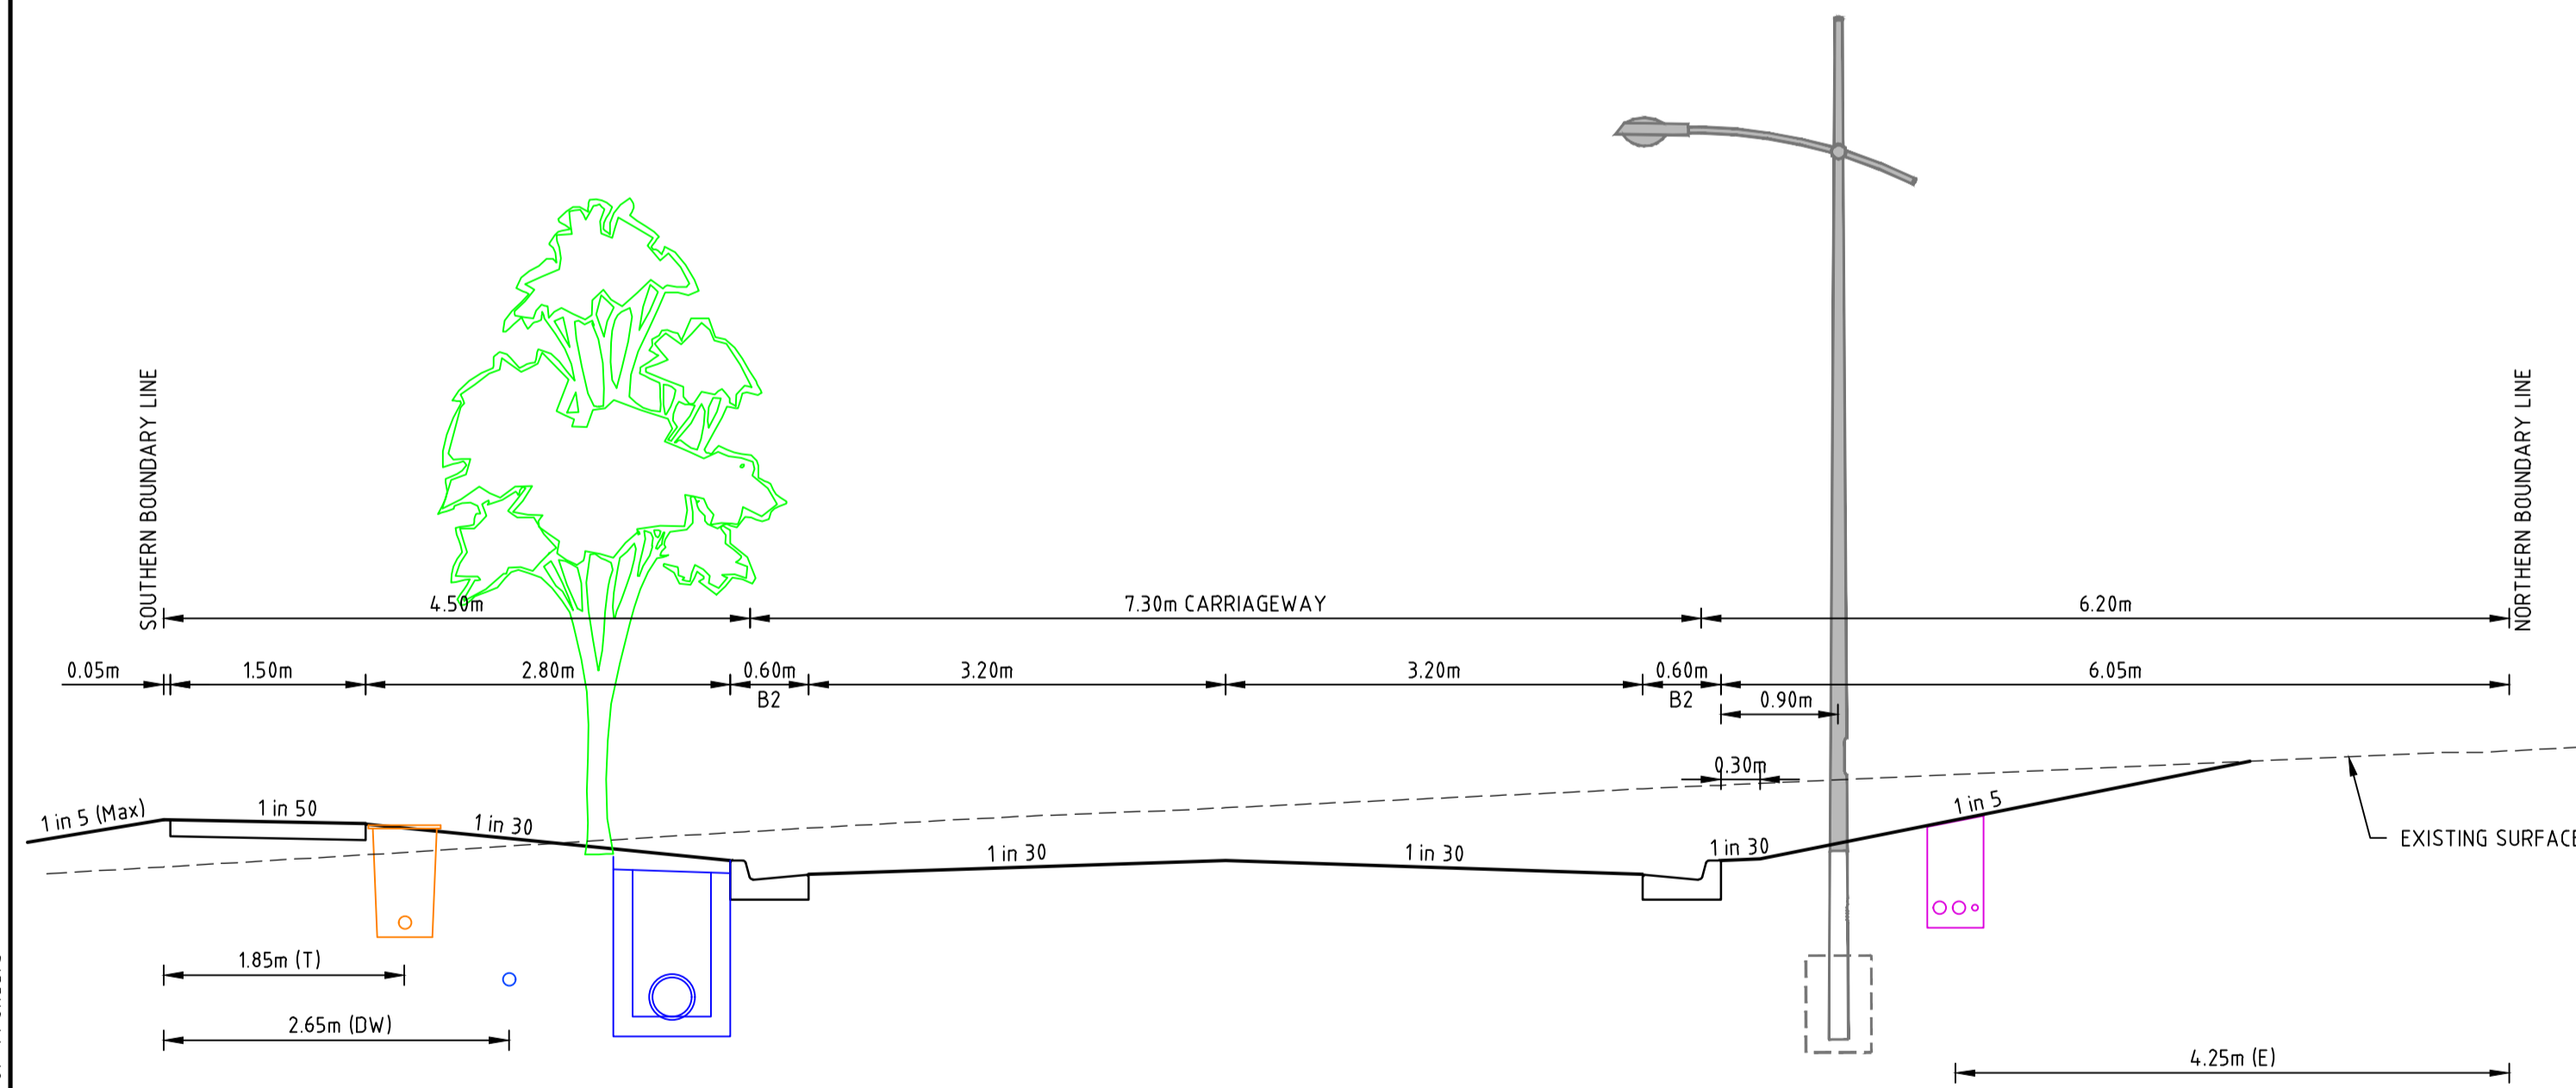 SOUTHERN BOUNDARY LINE
NORTHERN BOUNDARY LINE
4.50m
7.30m CARRIAGEWAY
6.20m
0.05m
1.50m
2.80m
0.60m
3.20m
3.20m
0.60m
6.05m
B2
B2
0.90m
0.30m
1 in 5 (Max)
1 in 50
1 in 30
1 in 30
1 in 30
1 in 30
1 in 5
EXISTING SURFACE
1.85m (T)
2.65m (DW)
4.25m (E)